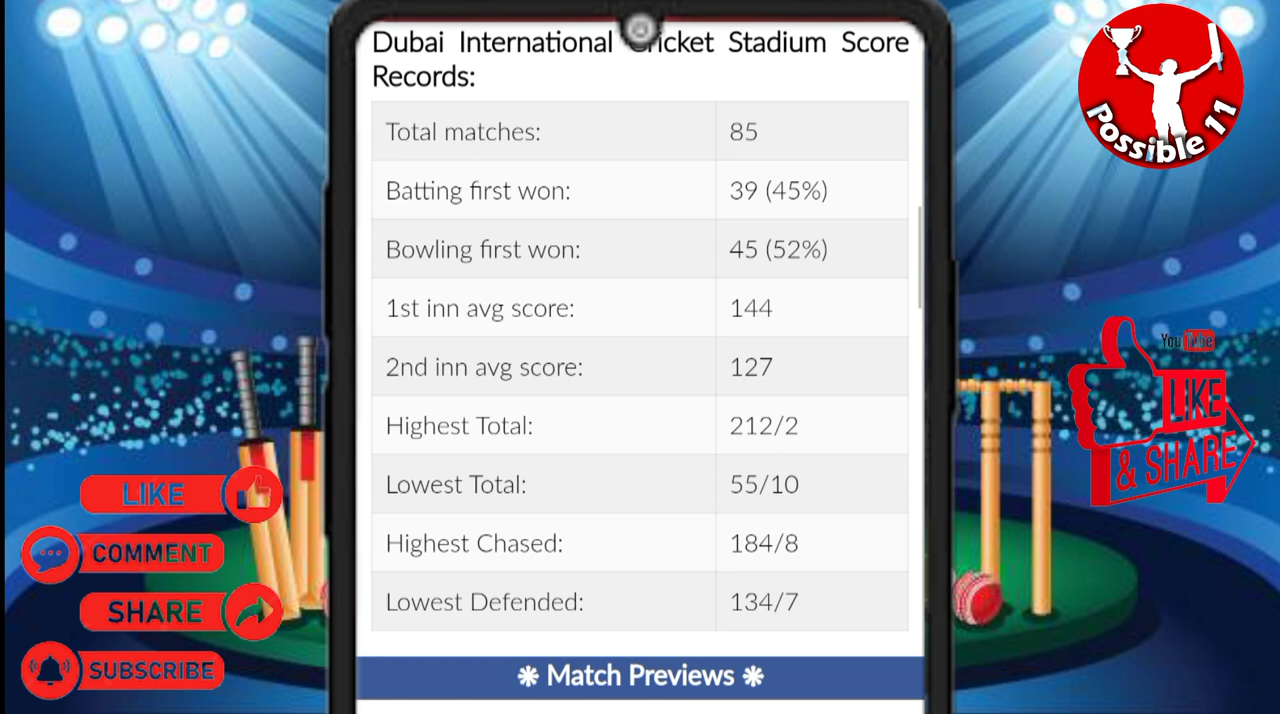 Dubai International Cricket Stadium Score
Records:
Total matches: 85
Batting first won: 39 (45%)
Bowling first won: 45 (52%)
1st inn avg score: 144
2nd inn avg score: 127
Highest Total: 212/2
Lowest Total: 55/10
Highest Chased: 184/8
Lowest Defended: 134/7
❋ Match Previews ❋
Possible 11
YouTube
LIKE
& SHARE
LIKE
COMMENT
SHARE
SUBSCRIBE